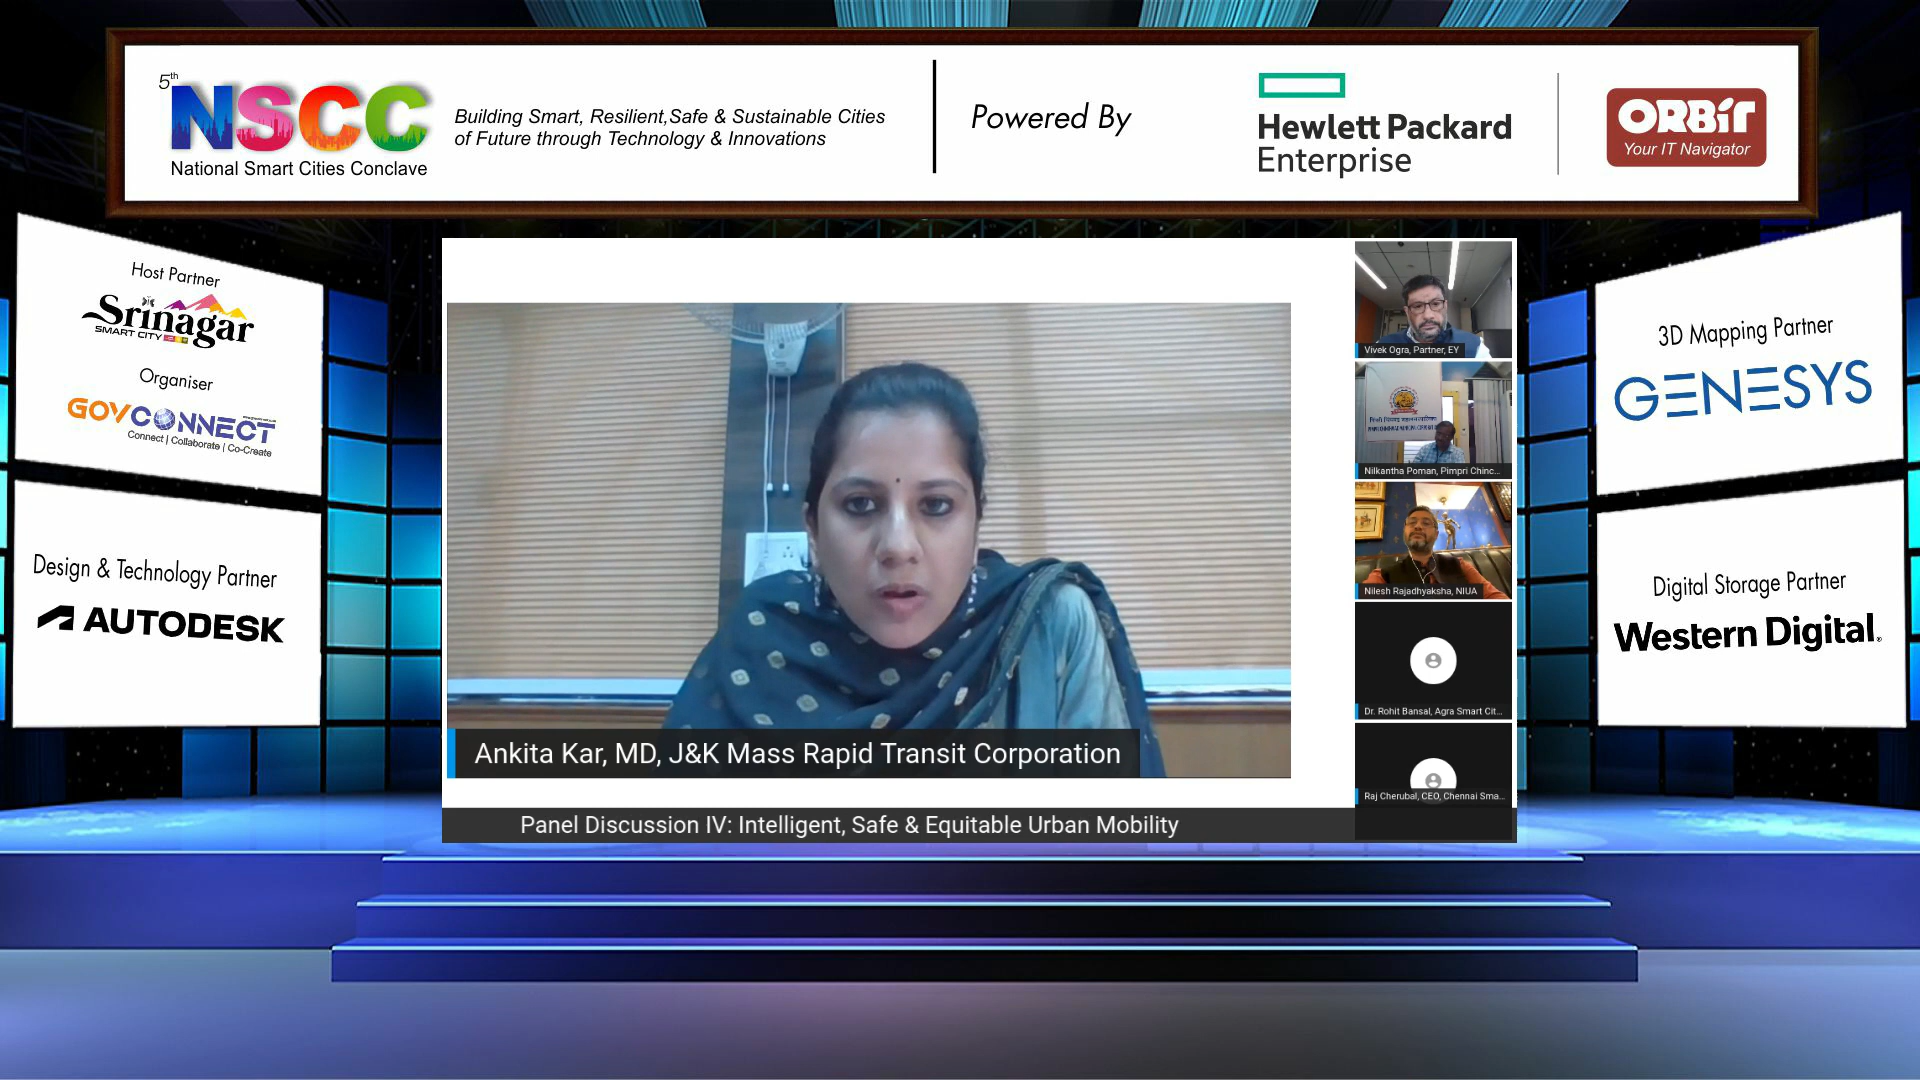 5th
NSCC
National Smart Cities Conclave
Building Smart, Resilient,Safe & Sustainable Cities
of Future through Technology & Innovations
Powered By
Hewlett Packard
Enterprise
ORBIT
Your IT Navigator
Host Partner
Srinagar
SMART CITY
Organiser
GOVCONNECT
Connect | Collaborate | Co-Create
Design & Technology Partner
AUTODESK
Ankita Kar, MD, J&K Mass Rapid Transit Corporation
Panel Discussion IV: Intelligent, Safe & Equitable Urban Mobility
Vivek Ogra, Partner, EY
Nilkantha Poman, Pimpri Chinc...
Nilesh Rajadhyaksha, NIUA
Dr. Rohit Bansal, Agra Smart Cit...
Raj Cherubal, CEO, Chennai Sma...
3D Mapping Partner
GENESYS
Digital Storage Partner
Western Digital.